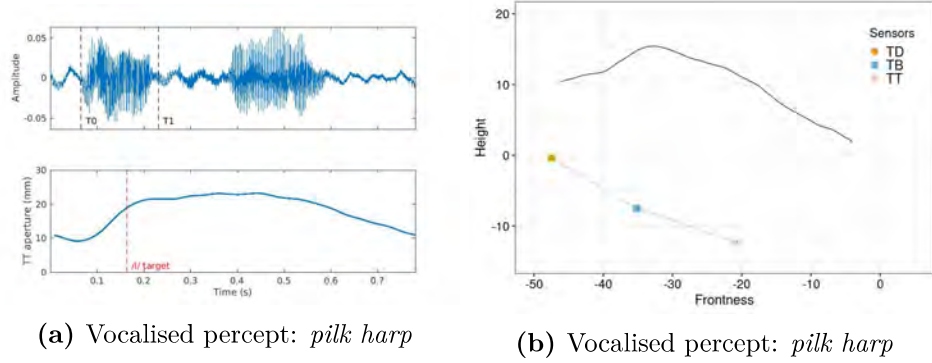 0.05
0
-0.05
Amplitude
T0
T1
30
20
10
0
TT aperture (mm)
/l/ target
0.1 0.2 0.3 0.4 0.5 0.6 0.7
Time (s)
(a) Vocalised percept: pilk harp
20
10
0
-10
Height
Sensors
TD
TB
TT
-50 -40 -30 -20 -10 0
Frontness
(b) Vocalised percept: pilk harp